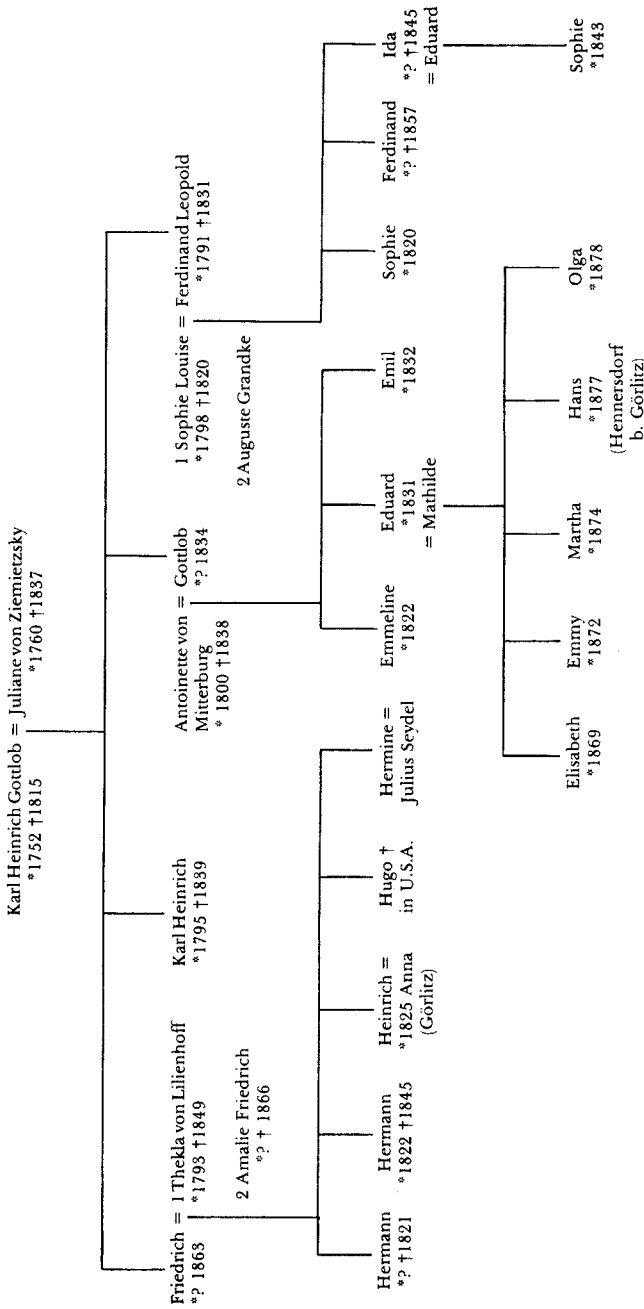 Karl Heinrich Gottlob = Juliane von Ziemietzsky
*1752 †1815 *1760 †1837
Friedrich = 1 Thekla von Lilienhoff
*? 1863 *1793 †1849
2 Amalie Friedrich
*? † 1866
Karl Heinrich
*1795 †1839
Antoinette von = Gottlob
Mitterburg *? 1834
* 1800 †1838
1 Sophie Louise = Ferdinand Leopold
*1798 †1820 *1791 †1831
2 Auguste Grandke
Hermann
*? †1821
Hermann
*1822 †1845
Heinrich =
*1825 Anna
(Görlitz)
Hugo †
in U.S.A.
Hermine =
Julius Seydel
Emmeline
*1822
Eduard
*1831
= Mathilde
Emil
*1832
Sophie
*1820
Ferdinand
*? †1857
Ida
*? †1845
= Eduard
Elisabeth
*1869
Emmy
*1872
Martha
*1874
Hans
*1877
(Hennersdorf
b. Görlitz)
Olga
*1878
Sophie
*1843